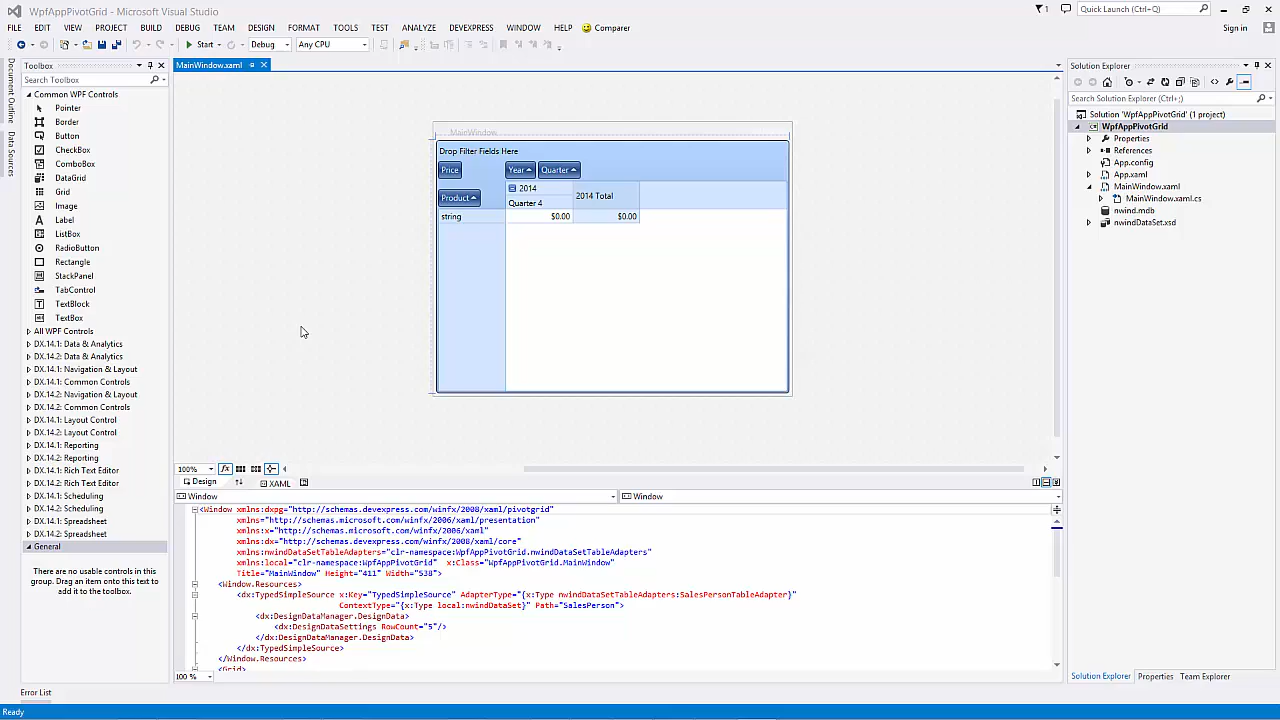 WpfAppPivotGrid - Microsoft Visual Studio
1
Quick Launch (Ctrl+Q)
FILE EDIT VIEW PROJECT BUILD DEBUG TEAM DESIGN FORMAT TOOLS TEST ANALYZE DEVEXPRESS WINDOW HELP Comparer
Sign in
Start Debug Any CPU
Document Outline
Data Sources
Toolbox
Search Toolbox
Common WPF Controls
Pointer
Border
Button
CheckBox
ComboBox
DataGrid
Grid
Image
Label
ListBox
RadioButton
Rectangle
StackPanel
TabControl
TextBlock
TextBox
All WPF Controls
DX.14.1: Data & Analytics
DX.14.2: Data & Analytics
DX.14.1: Navigation & Layout
DX.14.1: Common Controls
DX.14.2: Navigation & Layout
DX.14.2: Common Controls
DX.14.1: Layout Control
DX.14.2: Layout Control
DX.14.1: Reporting
DX.14.2: Reporting
DX.14.1: Rich Text Editor
DX.14.2: Rich Text Editor
DX.14.1: Scheduling
DX.14.2: Scheduling
DX.14.1: Spreadsheet
DX.14.2: Spreadsheet
General
There are no usable controls in this
group. Drag an item onto this text to
add it to the toolbox.
MainWindow.xaml
MainWindow
Drop Filter Fields Here
Price Year Quarter
Product 2014 2014 Total
Quarter 4
string $0.00 $0.00
100%
Design XAML
Window Window
<Window xmlns:dxpg="http://schemas.devexpress.com/winfx/2008/xaml/pivotgrid"
xmlns="http://schemas.microsoft.com/winfx/2006/xaml/presentation"
xmlns:x="http://schemas.microsoft.com/winfx/2006/xaml"
xmlns:dx="http://schemas.devexpress.com/winfx/2008/xaml/core"
xmlns:nwindDataSetTableAdapters="clr-namespace:WpfAppPivotGrid.nwindDataSetTableAdapters"
xmlns:local="clr-namespace:WpfAppPivotGrid" x:Class="WpfAppPivotGrid.MainWindow"
Title="MainWindow" Height="411" Width="538">
<Window.Resources>
<dx:TypedSimpleSource x:Key="TypedSimpleSource" AdapterType="{x:Type nwindDataSetTableAdapters:SalesPersonTableAdapter}"
ContextType="{x:Type local:nwindDataSet}" Path="SalesPerson">
<dx:DesignDataManager.DesignData>
<dx:DesignDataSettings RowCount="5"/>
</dx:DesignDataManager.DesignData>
</dx:TypedSimpleSource>
</Window.Resources>
<Grid>
100 %
Solution Explorer
Search Solution Explorer (Ctrl+;)
Solution 'WpfAppPivotGrid' (1 project)
WpfAppPivotGrid
Properties
References
App.config
App.xaml
MainWindow.xaml
MainWindow.xaml.cs
nwind.mdb
nwindDataSet.xsd
Solution Explorer Properties Team Explorer
Error List
Ready